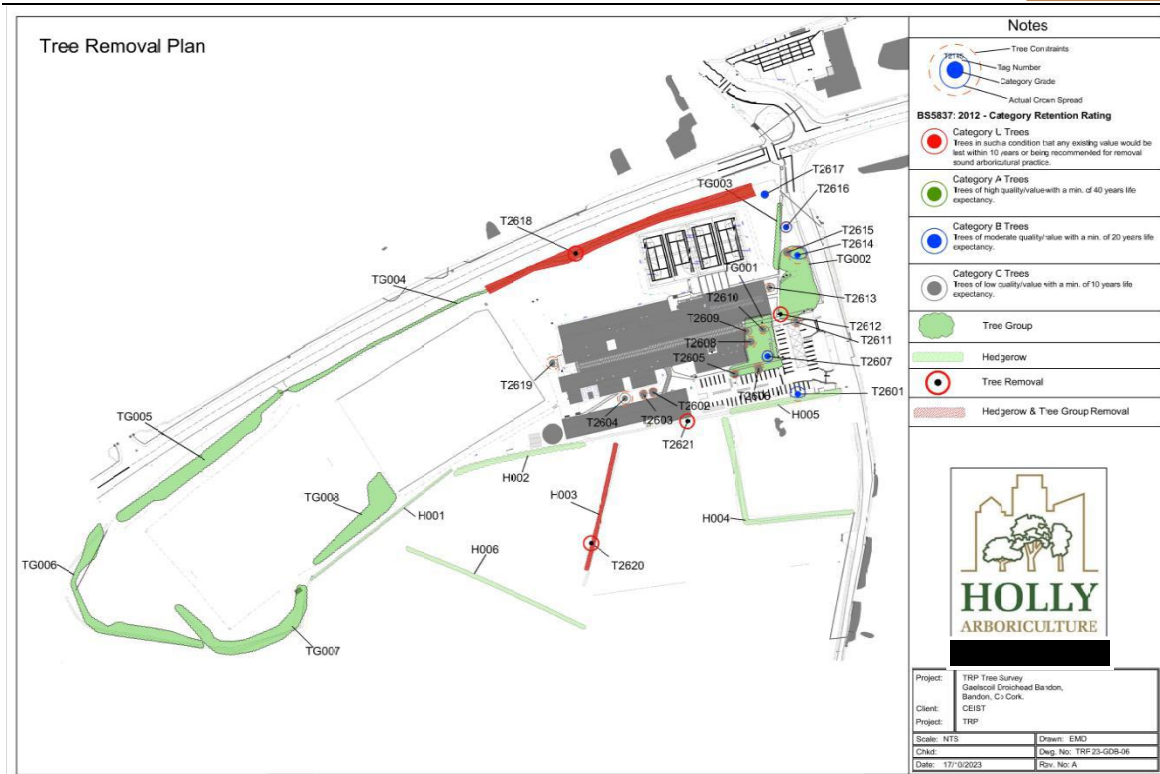 Tree Removal Plan
T2617
TG003
T2616
T2618
T2615
T2614
TG002
TG001
TG004
T2610
T2613
T2609
T2612
T2608
T2611
T2605
T2607
T2619
T2601
T2602
T2603
H005
T2604
T2621
TG005
H002
H003
H001
H004
H006
TG006
T2620
TG007
Notes
Tree Constraints
Tag Number
Category Grade
Actual Crown Spread
BS5837: 2012 - Category Retention Rating
Category U Trees
Trees in such a condition that any existing value would be
lost within 10 years or being recommended for removal
sound arboricultural practice.
Category A Trees
Trees of high quality/value with a min. of 40 years life
expectancy.
Category B Trees
Trees of moderate quality/value with a min. of 20 years life
expectancy.
Category C Trees
Trees of low quality/value with a min. of 10 years life
expectancy.
Tree Group
Hedgerow
Tree Removal
Hedgerow & Tree Group Removal
HOLLY
ARBORICULTURE
Project: TRP Tree Survey
Gaelscoil Droichead Bandon,
Bandon, Co Cork.
Client: CEIST
Project: TRP
Scale: NTS Drawn: EMD
Chkd: Dwg. No: TRF 23-GDB-06
Date: 17/10/2023 Rev. No: A